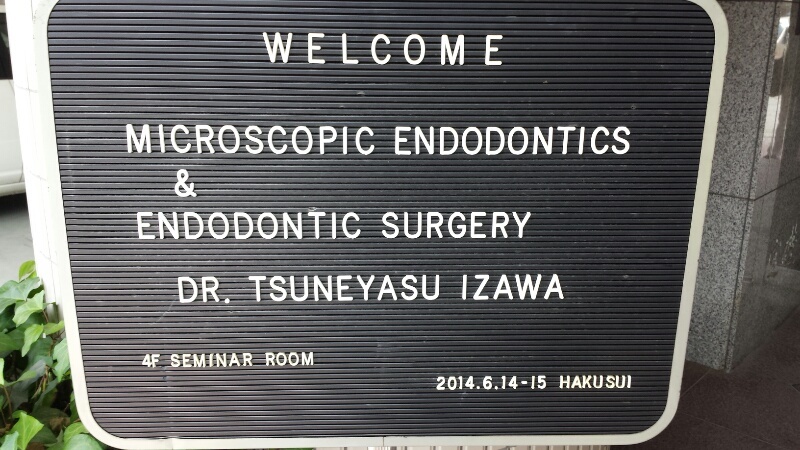 WELCOME
MICROSCOPIC ENDODONTICS
&
ENDODONTIC SURGERY
DR. TSUNEYASU IZAWA
4F SEMINAR ROOM
2014.6.14-15 HAKUSUI